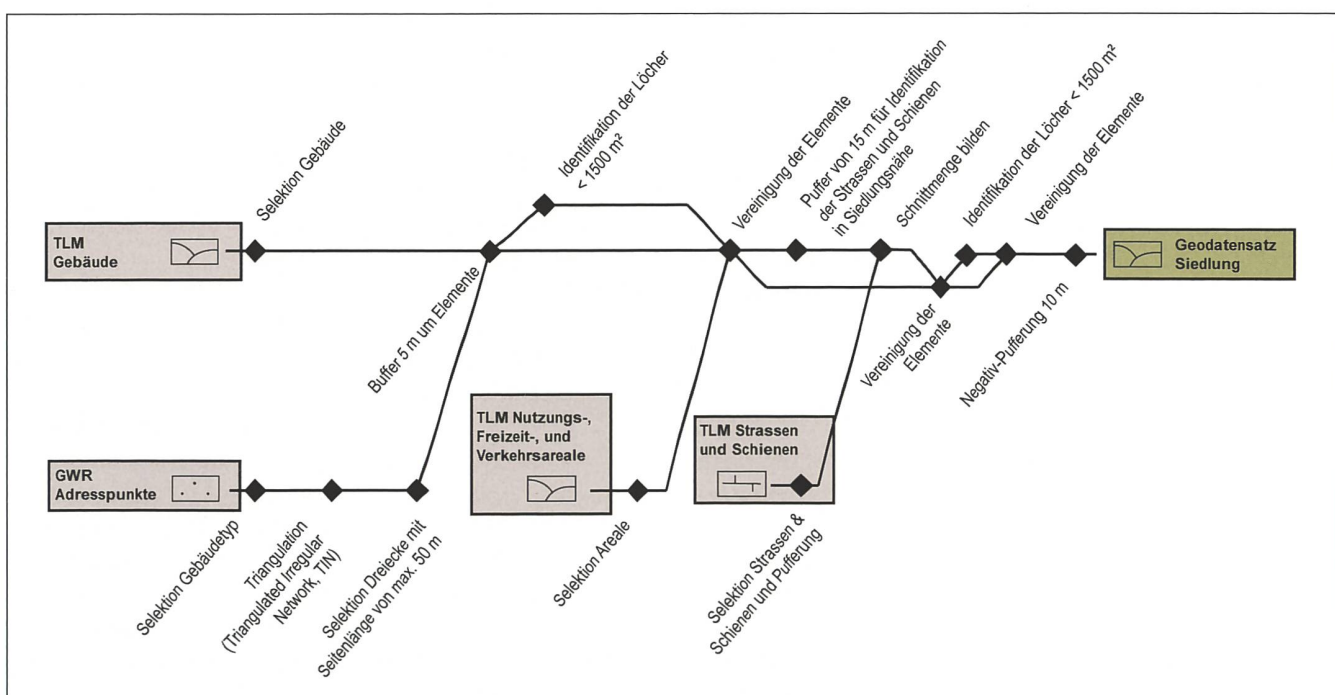 TLM
Gebäude
Selektion Gebäude
Identifikation der Löcher
< 1500 m²
Buffer 5 m um Elemente
Vereinigung der Elemente
Puffer von 15 m für Identifikation
der Strassen und Schienen
in Siedlungsnähe
Schnittmenge bilden
Vereinigung der
Elemente
Identifikation der Löcher < 1500 m²
Vereinigung der Elemente
Negativ-Pufferung 10 m
Geodatensatz
Siedlung
GWR
Adresspunkte
Selektion Gebäudetyp
Triangulation
(Triangulated Irregular
Network, TIN)
Selektion Dreiecke mit
Seitenlänge von max. 50 m
TLM Nutzungs-,
Freizeit-, und
Verkehrsareale
Selektion Areale
TLM Strassen
und Schienen
Selektion Strassen &
Schienen und Pufferung